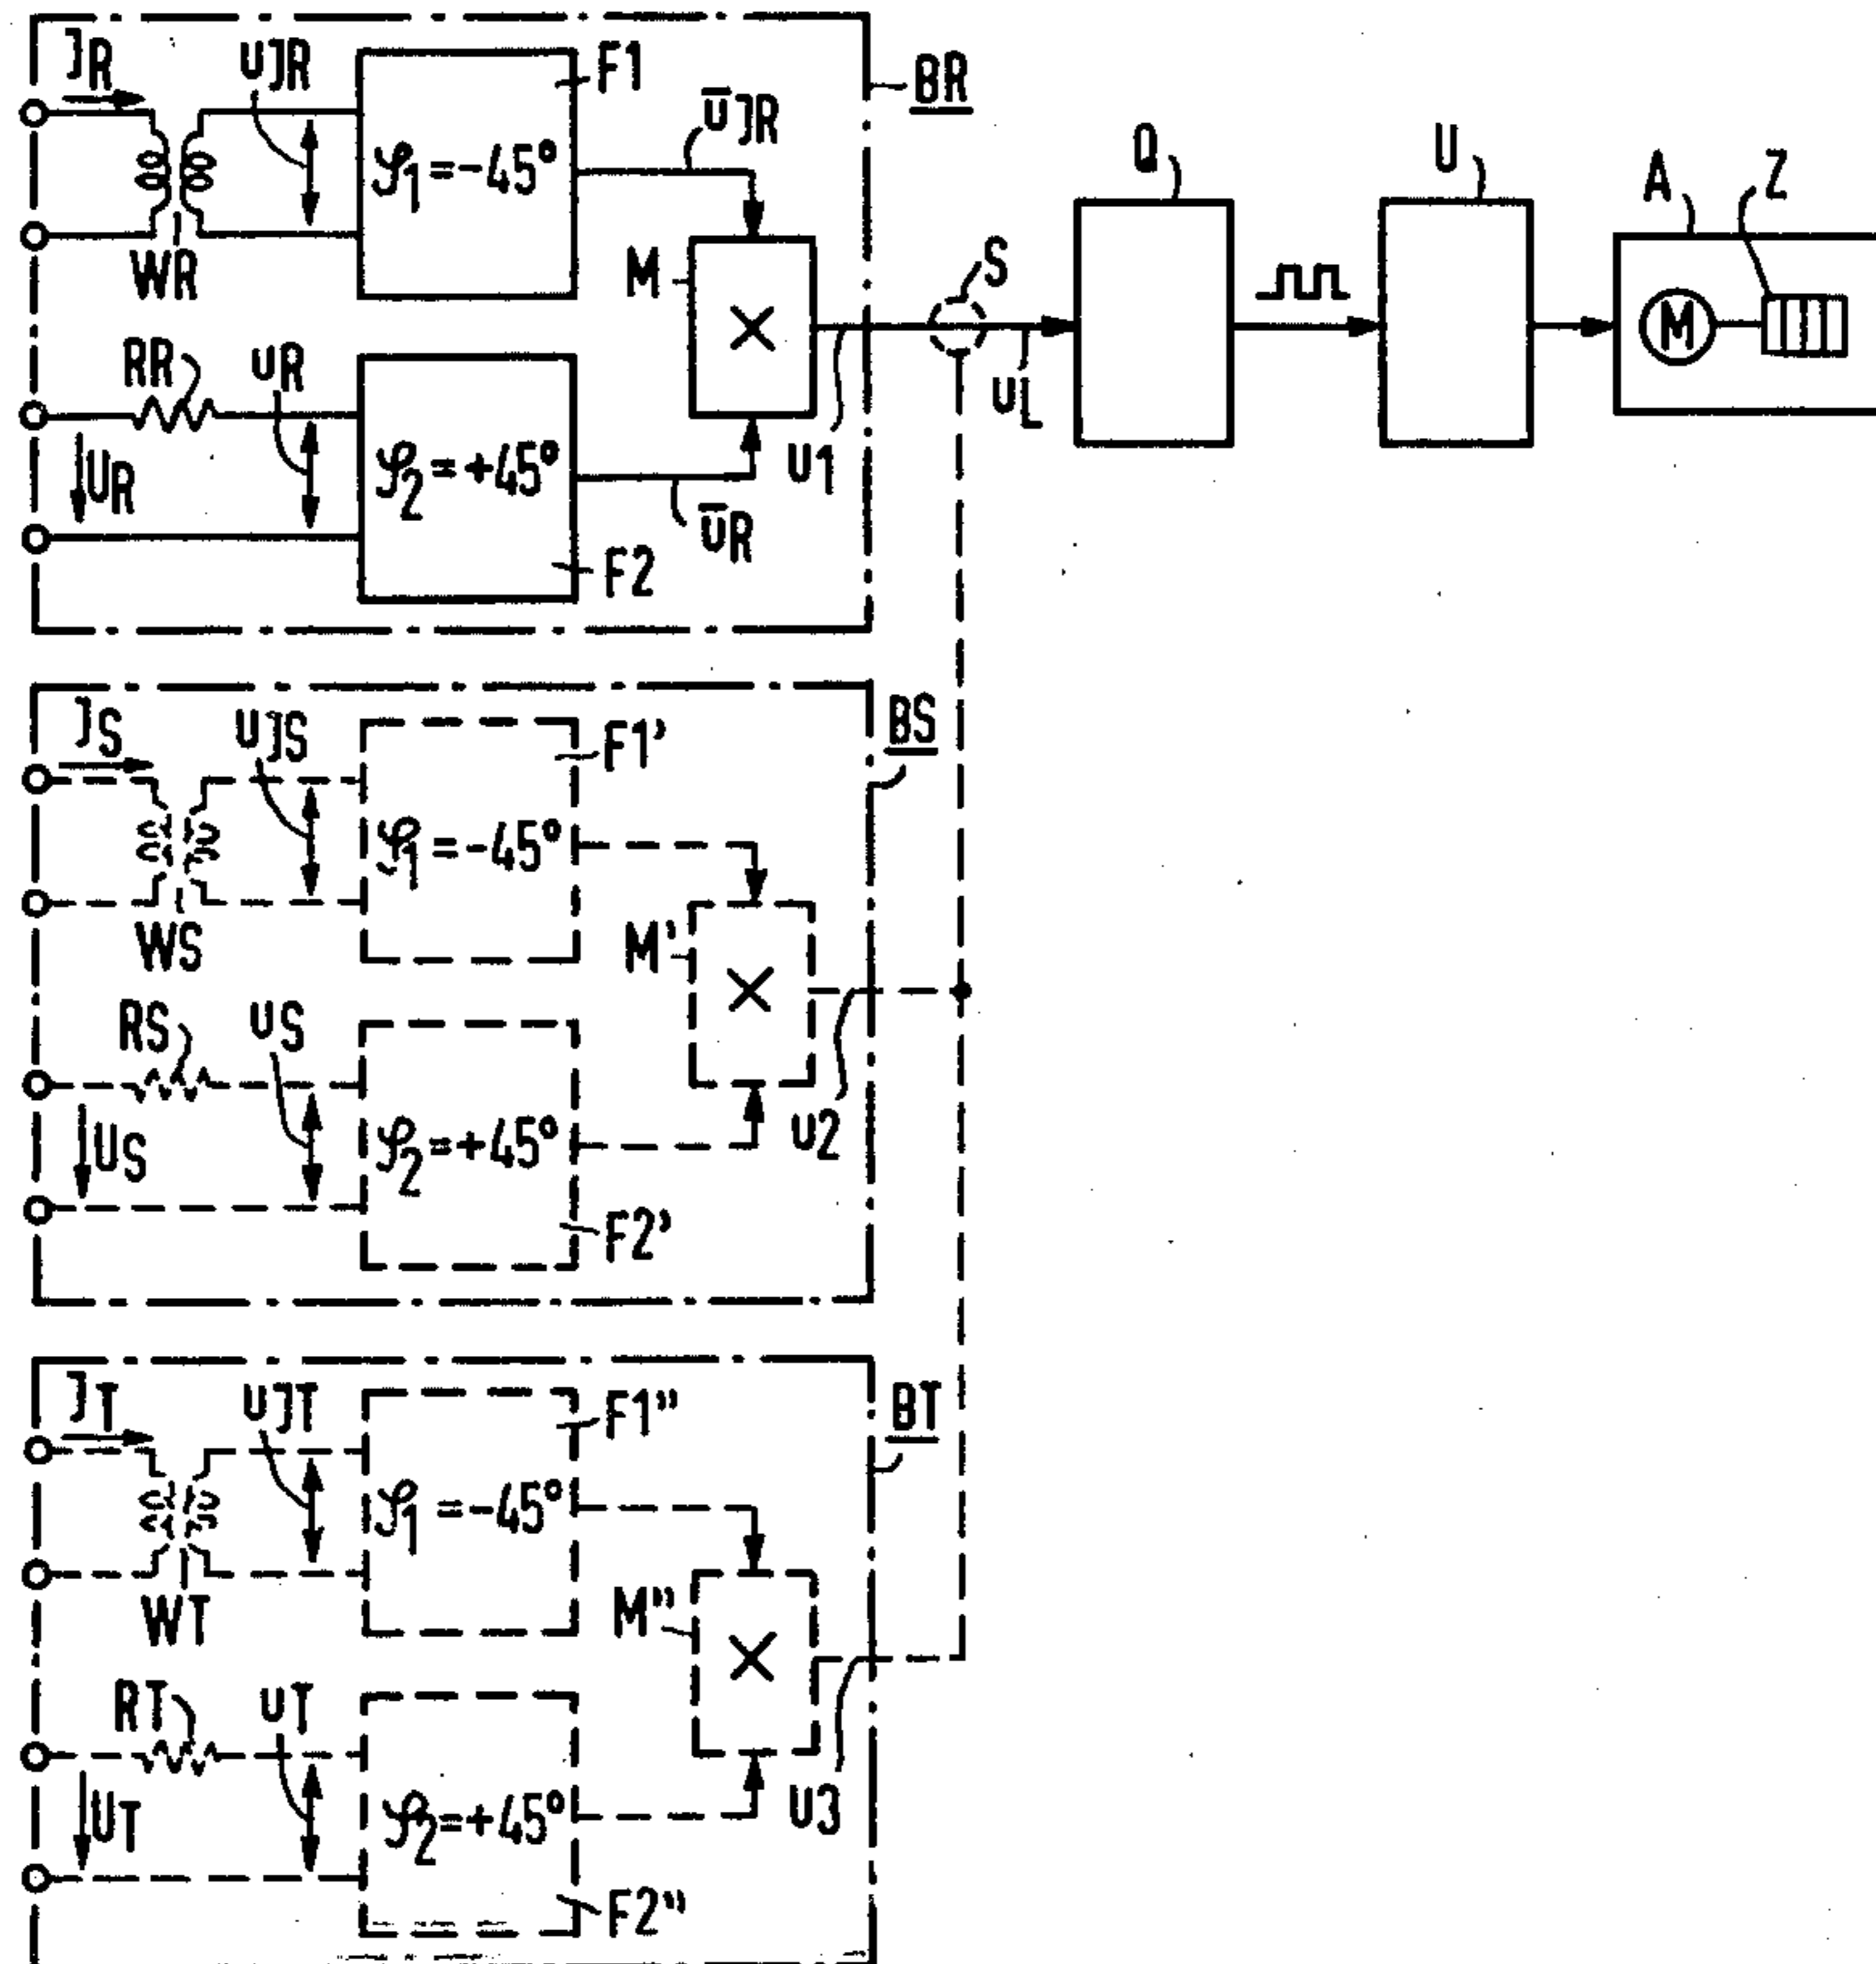 JR
uJR
F1
BR
φ1=-45°
ūJR
WR
M
×
Q
U
A
Z
S
M
RR
uR
UR
φ2=+45°
ūR
u1
uL
F2
JS
uJS
F1'
BS
φ1=-45°
WS
M'
×
RS
uS
US
φ2=+45°
u2
F2'
JT
uJT
F1"
BT
φ1=-45°
WT
M"
×
RT
uT
UT
φ2=+45°
u3
F2"